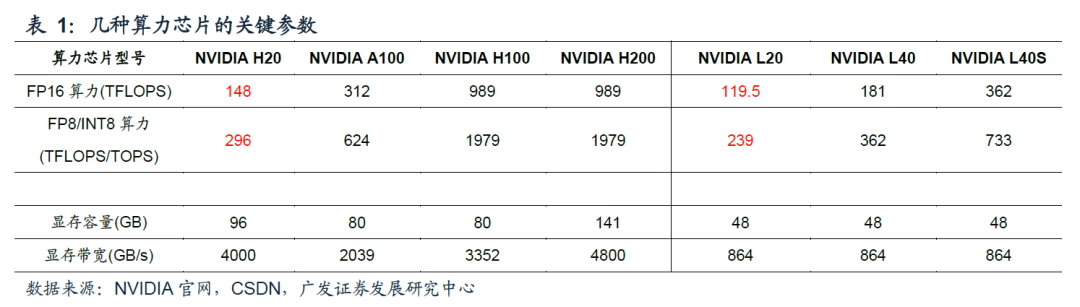 表 1：几种算力芯片的关键参数
算力芯片型号 NVIDIA H20 NVIDIA A100 NVIDIA H100 NVIDIA H200 NVIDIA L20 NVIDIA L40 NVIDIA L40S
FP16 算力(TFLOPS) 148 312 989 989 119.5 181 362
FP8/INT8 算力
(TFLOPS/TOPS) 296 624 1979 1979 239 362 733
显存容量(GB) 96 80 80 141 48 48 48
显存带宽(GB/s) 4000 2039 3352 4800 864 864 864
数据来源：NVIDIA 官网，CSDN，广发证券发展研究中心